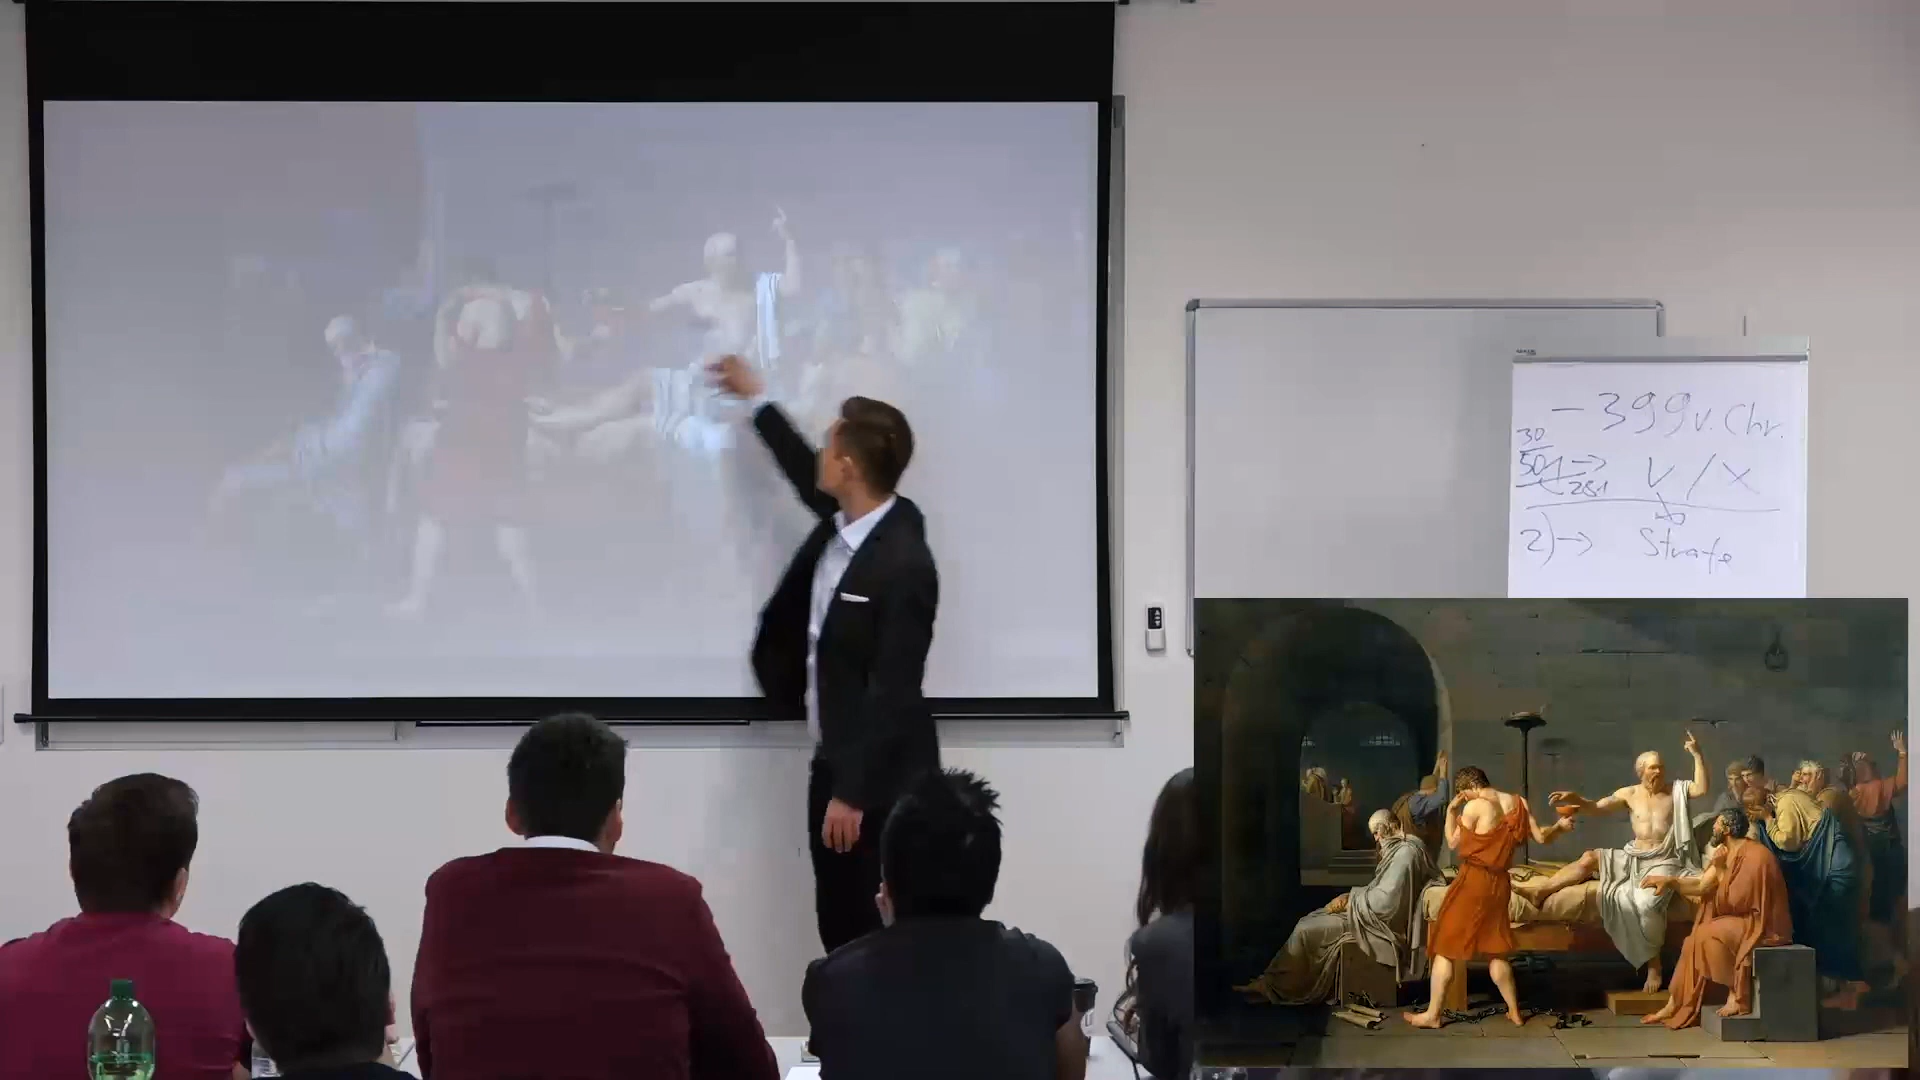 - 399 v. Chr.
30
501 → V / X
281
2) → Strafe